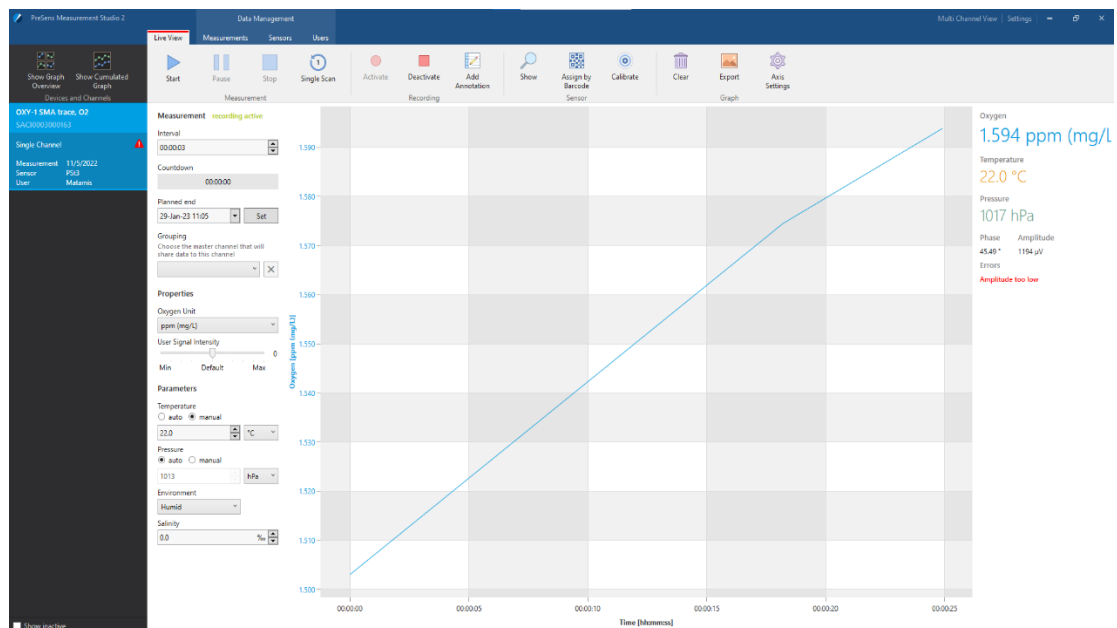 PreSens Measurement Studio 2
Data Management
Multi Channel View | Settings
Live View Measurements Sensors Users
Show Graph Overview
Show Cumulated Graph
Devices and Channels
Start
Pause
Stop
Single Scan
Measurement
Activate
Deactivate
Add Annotation
Recording
Show
Assign by Barcode
Calibrate
Sensor
Clear
Export
Axis Settings
Graph
OXY-1 SMA trace, O2
SACI0003000163
Single Channel
Measurement 11/5/2022
Sensor PSt3
User Matamis
Show inactive
Measurement recording active
Interval
00:00:03
Countdown
00:00:00
Planned end
29-Jan-23 11:05
Set
Grouping
Choose the master channel that will
share data to this channel
Properties
Oxygen Unit
ppm (mg/L)
User Signal Intensity
0
Min Default Max
Parameters
Temperature
auto manual
22.0 °C
Pressure
auto manual
1013 hPa
Environment
Humid
Salinity
0.0 ‰
Oxygen [ppm (mg/L)]
1.590
1.580
1.570
1.560
1.550
1.540
1.530
1.520
1.510
1.500
00:00:00 00:00:05 00:00:10 00:00:15 00:00:20 00:00:25
Time [hh:mm:ss]
Oxygen
1.594 ppm (mg/L
Temperature
22.0 °C
Pressure
1017 hPa
Phase Amplitude
45.49 ° 1194 µV
Errors
Amplitude too low